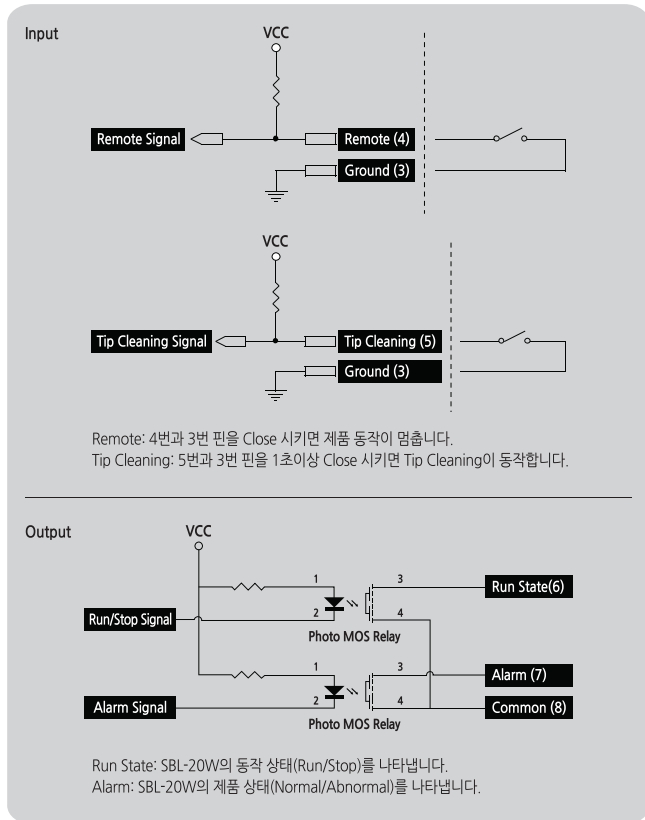 Input
VCC
Remote Signal
Remote (4)
Ground (3)
VCC
Tip Cleaning Signal
Tip Cleaning (5)
Ground (3)
Remote: 4번과 3번 핀을 Close 시키면 제품 동작이 멈춥니다.
Tip Cleaning: 5번과 3번 핀을 1초이상 Close 시키면 Tip Cleaning이 동작합니다.
Output
VCC
1
3
Run State(6)
2
4
Run/Stop Signal
Photo MOS Relay
1
3
Alarm (7)
2
4
Alarm Signal
Common (8)
Photo MOS Relay
Run State: SBL-20W의 동작 상태(Run/Stop)를 나타냅니다.
Alarm: SBL-20W의 제품 상태(Normal/Abnormal)를 나타냅니다.